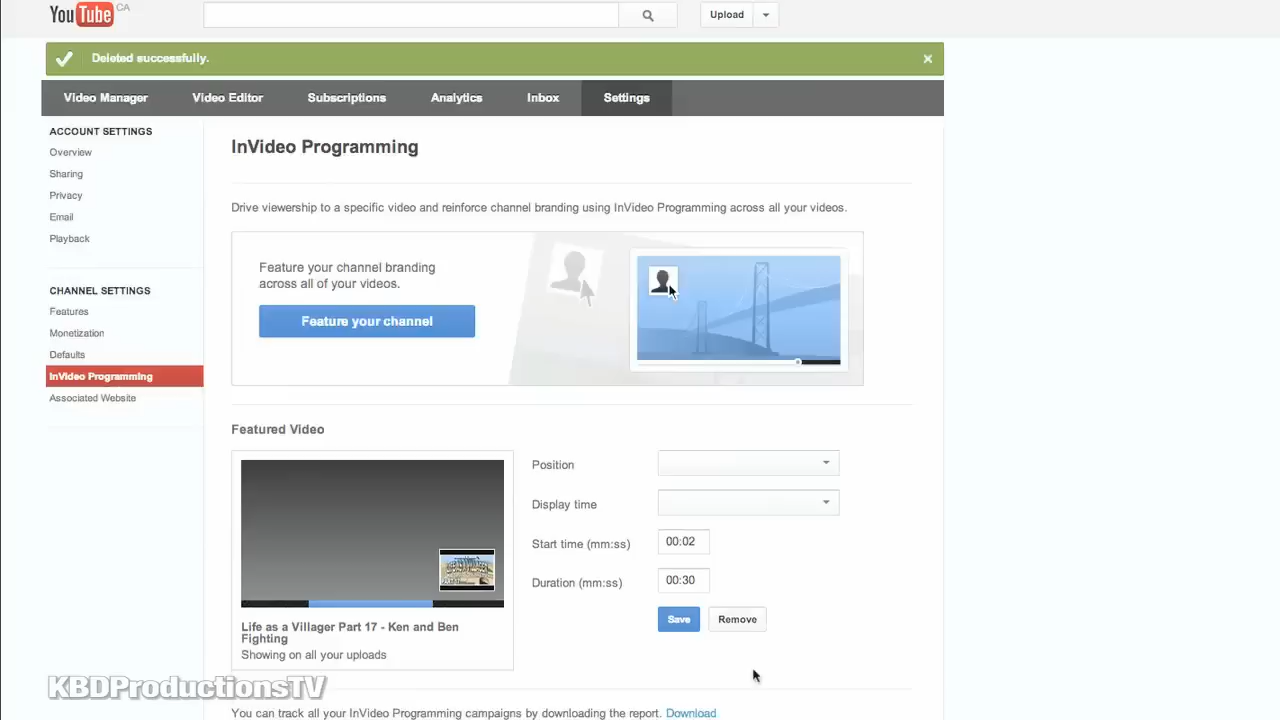 YouTube CA
Upload
Deleted successfully.
Video Manager Video Editor Subscriptions Analytics Inbox Settings
ACCOUNT SETTINGS
Overview
Sharing
Privacy
Email
Playback
CHANNEL SETTINGS
Features
Monetization
Defaults
InVideo Programming
Associated Website
InVideo Programming
Drive viewership to a specific video and reinforce channel branding using InVideo Programming across all your videos.
Feature your channel branding
across all of your videos.
Feature your channel
Featured Video
Life as a Villager Part 17 - Ken and Ben
Fighting
Showing on all your uploads
Position
Display time
Start time (mm:ss) 00:02
Duration (mm:ss) 00:30
Save Remove
You can track all your InVideo Programming campaigns by downloading the report. Download
KBDProductionsTV